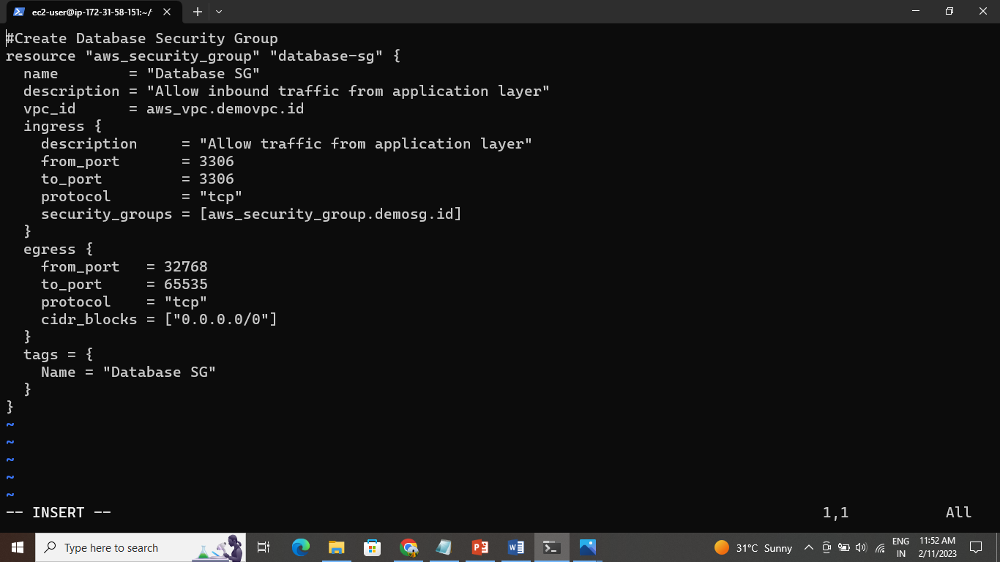 ec2-user@ip-172-31-58-151:~/
#Create Database Security Group
resource "aws_security_group" "database-sg" {
  name        = "Database SG"
  description = "Allow inbound traffic from application layer"
  vpc_id      = aws_vpc.demovpc.id
  ingress {
    description     = "Allow traffic from application layer"
    from_port       = 3306
    to_port         = 3306
    protocol        = "tcp"
    security_groups = [aws_security_group.demosg.id]
  }
  egress {
    from_port   = 32768
    to_port     = 65535
    protocol    = "tcp"
    cidr_blocks = ["0.0.0.0/0"]
  }
  tags = {
    Name = "Database SG"
  }
}
~
~
~
~
~
-- INSERT -- 1,1 All
Type here to search 31°C Sunny ENG 11:52 AM
IN 2/11/2023